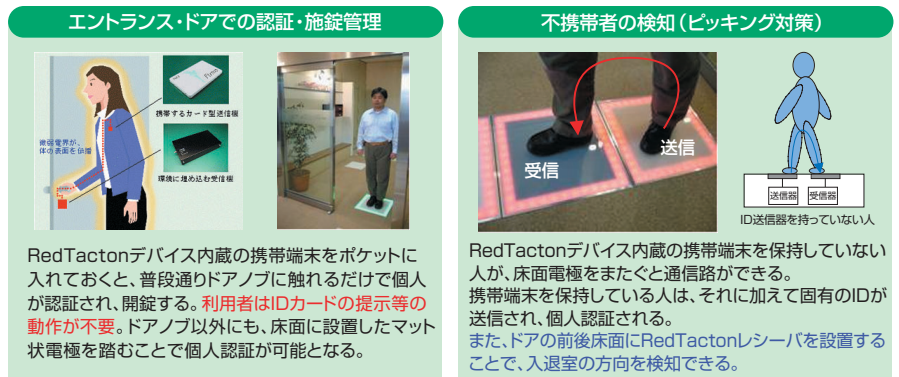 エントランス・ドアでの認証・施錠管理
携帯するカード型送信機
微弱電界が、
体の表面を伝播
環境に埋め込む受信機
RedTactonデバイス内蔵の携帯端末をポケットに
入れておくと、普段通りドアノブに触れるだけで個人
が認証され、開錠する。利用者はIDカードの提示等の
動作が不要。ドアノブ以外にも、床面に設置したマット
状電極を踏むことで個人認証が可能となる。
不携帯者の検知（ピッキング対策）
受信
送信
送信器
受信器
ID送信器を持っていない人
RedTactonデバイス内蔵の携帯端末を保持していない
人が、床面電極をまたぐと通信路ができる。
携帯端末を保持している人は、それに加えて固有のIDが
送信され、個人認証される。
また、ドアの前後床面にRedTactonレシーバを設置する
ことで、入退室の方向を検知できる。